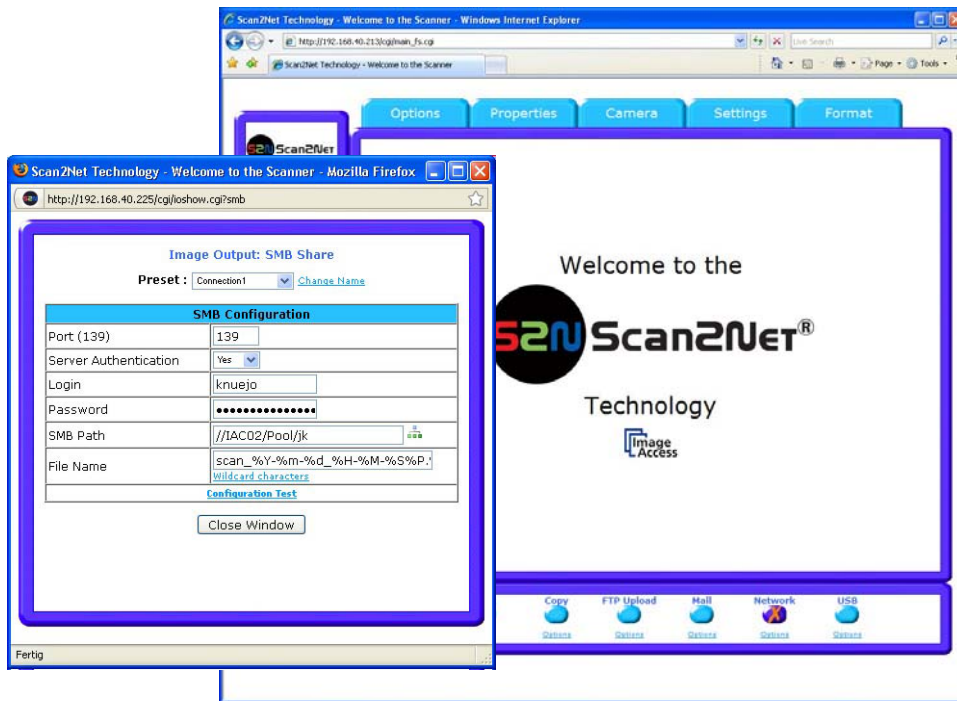 Scan2Net Technology - Welcome to the Scanner - Windows Internet Explorer
http://192.168.40.213/cgi/main_fs.cgi
Live Search
Scan2Net Technology - Welcome to the Scanner
Page
Tools
Options
Properties
Camera
Settings
Format
S2N Scan2Net
Scan2Net Technology - Welcome to the Scanner - Mozilla Firefox
http://192.168.40.225/cgi/ioshow.cgi?smb
Image Output: SMB Share
Preset : Connection1 Change Name
SMB Configuration
Port (139) 139
Server Authentication Yes
Login knuejo
Password ●●●●●●●●●●●●●●●
SMB Path //IAC02/Pool/jk
File Name scan_%Y-%m-%d_%H-%M-%S%P.
Wildcard characters
Configuration Test
Close Window
Fertig
Welcome to the
S2N Scan2Net®
Technology
Image
Access
Copy FTP Upload Mail Network USB
Options Options Options Options Options